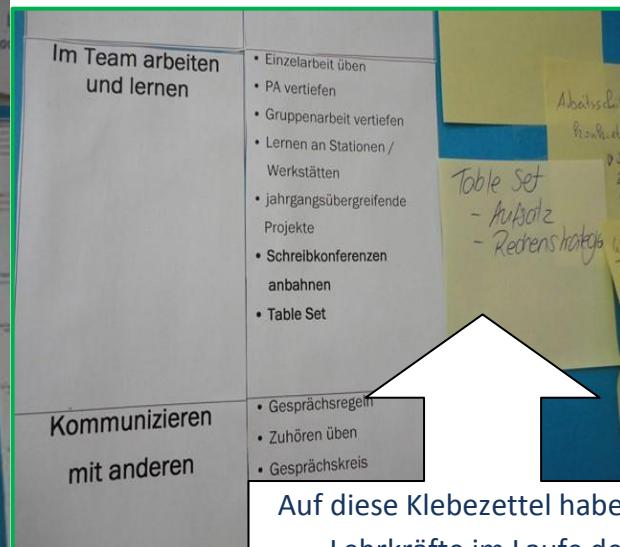 Im Team arbeiten
und lernen
• Einzelarbeit üben
• PA vertiefen
• Gruppenarbeit vertiefen
• Lernen an Stationen /
Werkstätten
• jahrgangsübergreifende
Projekte
• Schreibkonferenzen
anbahnen
• Table Set
Table Set
- Aufsatz
- Rechenstrategie
Kommunizieren
mit anderen
• Gesprächsregeln
• Zuhören üben
• Gesprächskreis
Auf diese Klebezettel habe
Lehrkräfte im Laufe de